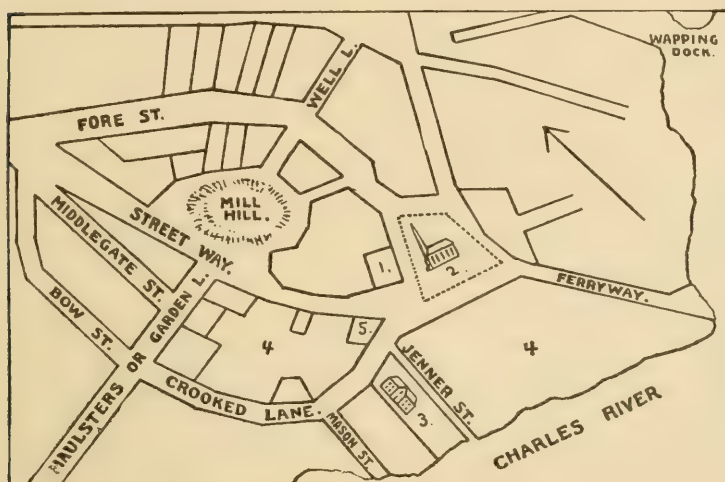 WAPPING
DOCK.
WELL L.
FORE ST.
MILL
HILL.
MIDDLEGATE ST.
STREET WAY.
1.
2.
FERRYWAY.
BOW ST.
MAULSTERS OR GARDEN L.
4
5.
4
CROOKED LANE.
JENNER ST.
3.
MASON ST.
CHARLES RIVER